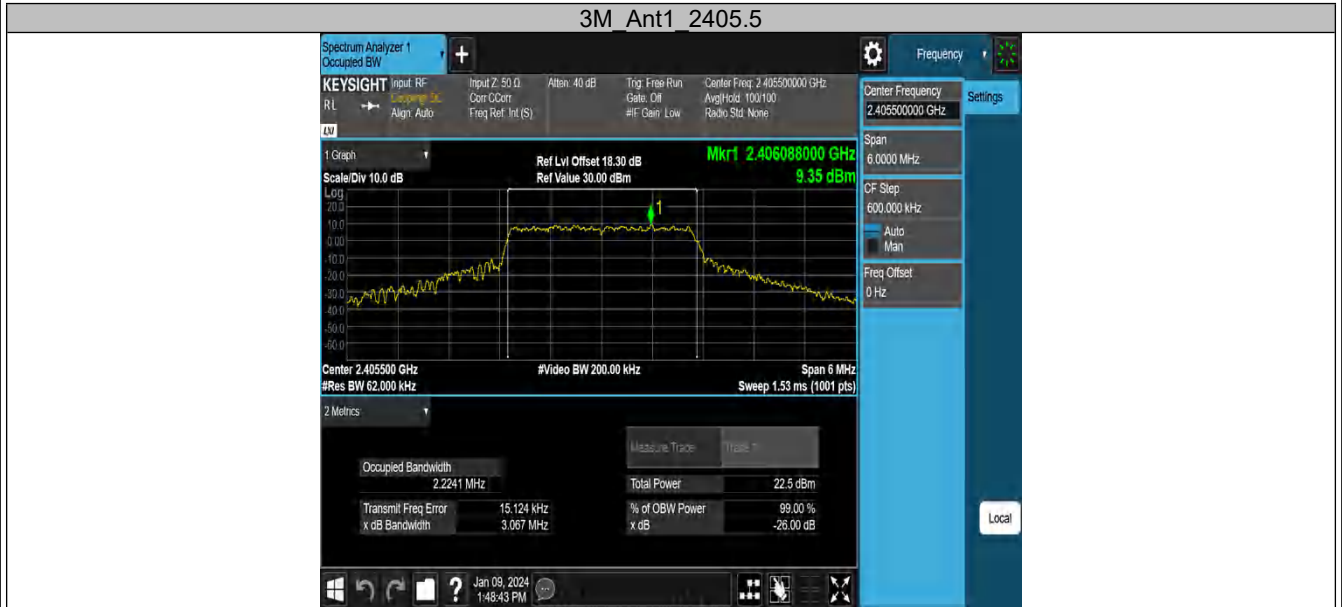 3M_Ant1_2405.5
Spectrum Analyzer 1
Occupied BW
+
Frequency
KEYSIGHT
RL
LXI
Input: RF
Align: Auto
Input Z: 50 Ω
Corr CCorr
Freq Ref: Int (S)
Atten: 40 dB
Trig: Free Run
Gate: Off
#IF Gain: Low
Center Freq: 2.405500000 GHz
Avg|Hold: 100/100
Radio Std: None
Center Frequency
2.405500000 GHz
Settings
Span
6.0000 MHz
CF Step
600.000 kHz
Auto
Man
Freq Offset
0 Hz
Local
1 Graph
Scale/Div 10.0 dB
Ref Lvl Offset 18.30 dB
Ref Value 30.00 dBm
Mkr1 2.406088000 GHz
9.35 dBm
Log
20.0
10.0
0.00
-10.0
-20.0
-30.0
-40.0
-50.0
-60.0
1
Center 2.405500 GHz
#Res BW 62.000 kHz
#Video BW 200.00 kHz
Span 6 MHz
Sweep 1.53 ms (1001 pts)
2 Metrics
Measure Trace
Trace 1
Occupied Bandwidth
2.2241 MHz
Total Power 22.5 dBm
Transmit Freq Error 15.124 kHz
% of OBW Power 99.00 %
x dB Bandwidth 3.067 MHz
x dB -26.00 dB
?
Jan 09, 2024
1:48:43 PM